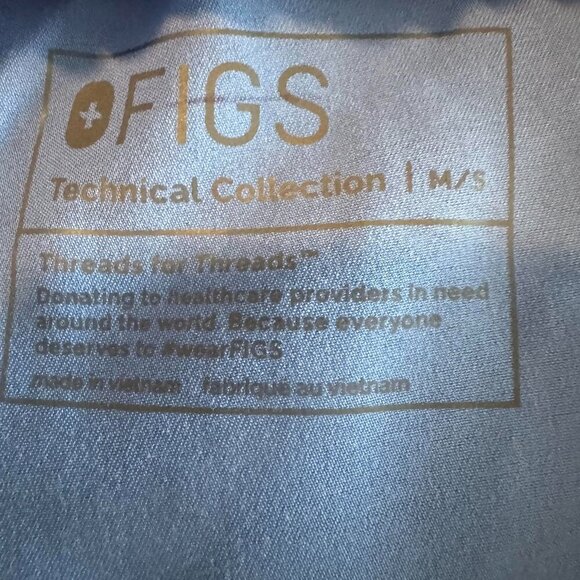 FIGS
Technical Collection | M/S
Threads for Threads™
Donating to healthcare providers in need
around the world. Because everyone
deserves to #wearFIGS
made in vietnam fabriqué au vietnam